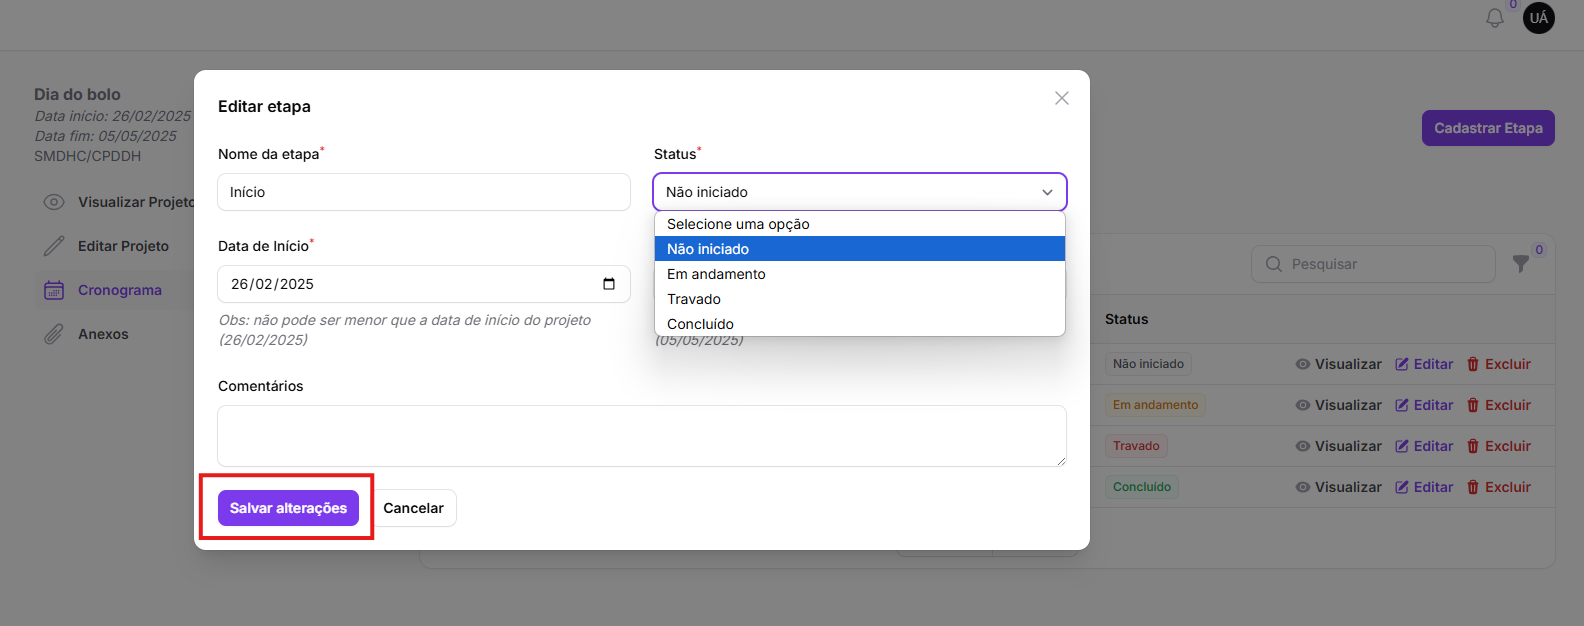 0
UÁ
Dia do bolo
Data início: 26/02/2025
Data fim: 05/05/2025
SMDHC/CPDDH
Visualizar Projeto
Editar Projeto
Cronograma
Anexos
Cadastrar Etapa
Editar etapa
Nome da etapa*
Início
Status*
Não iniciado
Selecione uma opção
Não iniciado
Em andamento
Travado
Concluído
Data de Início*
26/02/2025
Obs: não pode ser menor que a data de início do projeto
(26/02/2025)
(05/05/2025)
Comentários
Salvar alterações
Cancelar
Pesquisar
0
Status
Não iniciado Visualizar Editar Excluir
Em andamento Visualizar Editar Excluir
Travado Visualizar Editar Excluir
Concluído Visualizar Editar Excluir